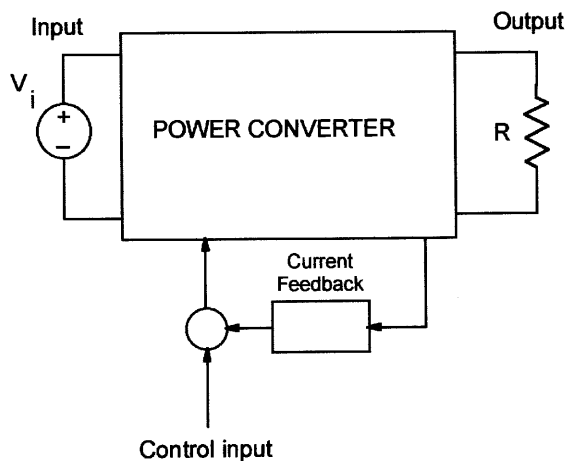 Input
Output
V
i
+
−
POWER CONVERTER
R
Current
Feedback
Control input